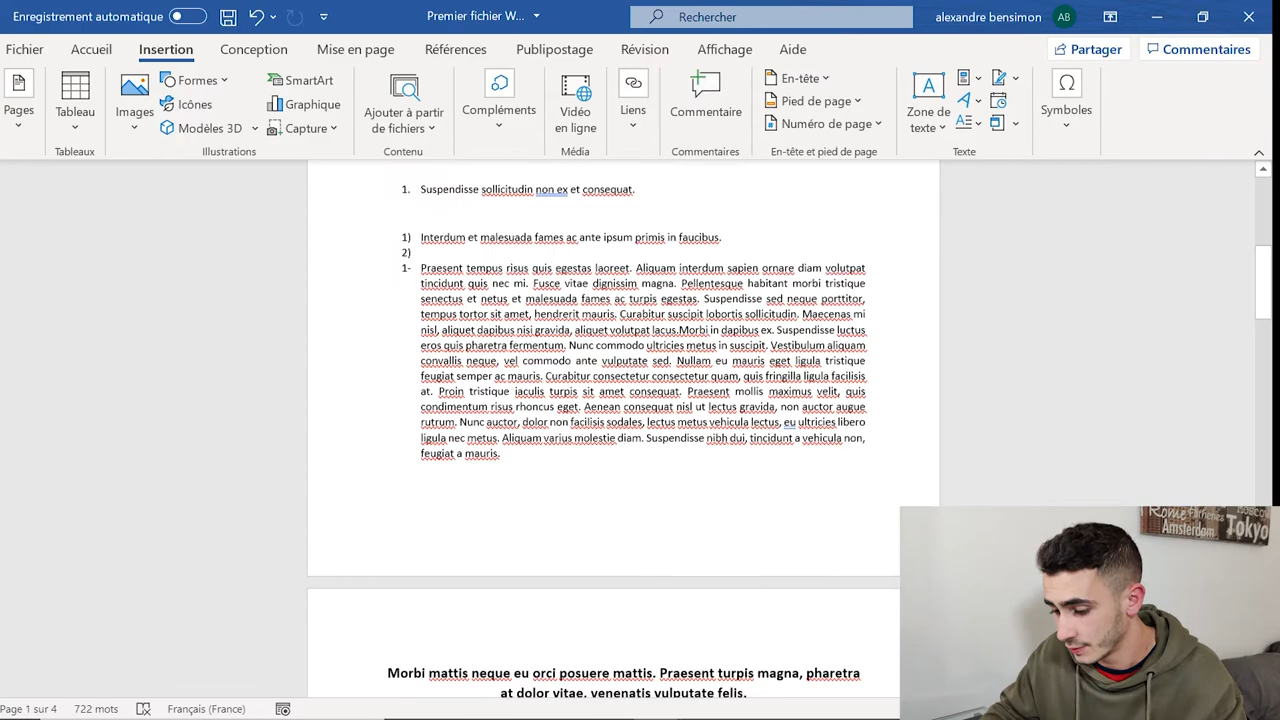 Enregistrement automatique
Premier fichier W...
Rechercher
alexandre bensimon
AB
Fichier
Accueil
Insertion
Conception
Mise en page
Références
Publipostage
Révision
Affichage
Aide
Partager
Commentaires
Pages
Tableau
Images
Formes
Icônes
Modèles 3D
SmartArt
Graphique
Capture
Ajouter à partir
de fichiers
Compléments
Vidéo
en ligne
Liens
Commentaire
En-tête
Pied de page
Numéro de page
Zone de
texte
Symboles
Tableaux
Illustrations
Contenu
Média
Commentaires
En-tête et pied de page
Texte
1. Suspendisse sollicitudin non ex et consequat.
1) Interdum et malesuada fames ac ante ipsum primis in faucibus.
2)
1- Praesent tempus risus quis egestas laoreet. Aliquam interdum sapien ornare diam volutpat
tincidunt quis nec mi. Fusce vitae dignissim magna. Pellentesque habitant morbi tristique
senectus et netus et malesuada fames ac turpis egestas. Suspendisse sed neque porttitor,
tempus tortor sit amet, hendrerit mauris. Curabitur suscipit lobortis sollicitudin. Maecenas mi
nisl, aliquet dapibus nisi gravida, aliquet volutpat lacus.Morbi in dapibus ex. Suspendisse luctus
eros quis pharetra fermentum. Nunc commodo ultricies metus in suscipit. Vestibulum aliquam
convallis neque, vel commodo ante vulputate sed. Nullam eu mauris eget ligula tristique
feugiat semper ac mauris. Curabitur consectetur consectetur quam, quis fringilla ligula facilisis
at. Proin tristique iaculis turpis sit amet consequat. Praesent mollis maximus velit, quis
condimentum risus rhoncus eget. Aenean consequat nisl ut lectus gravida, non auctor augue
rutrum. Nunc auctor, dolor non facilisis sodales, lectus metus vehicula lectus, eu ultricies libero
ligula nec metus. Aliquam varius molestie diam. Suspendisse nibh dui, tincidunt a vehicula non,
feugiat a mauris.
Morbi mattis neque eu orci posuere mattis. Praesent turpis magna, pharetra
at dolor vitae, venenatis vulputate felis.
Rome
Amsterdam
Tokyo
Page 1 sur 4
722 mots
Français (France)